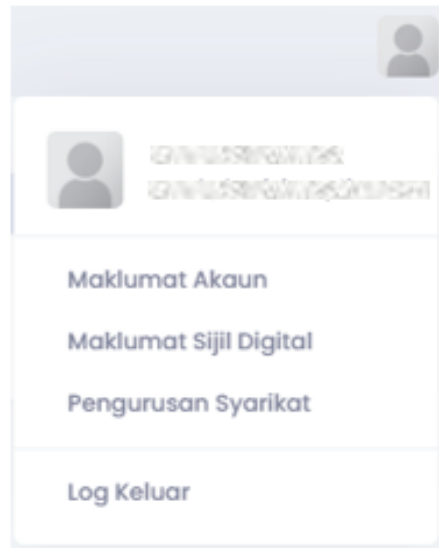 Maklumat Akaun
Maklumat Sijil Digital
Pengurusan Syarikat
Log Keluar